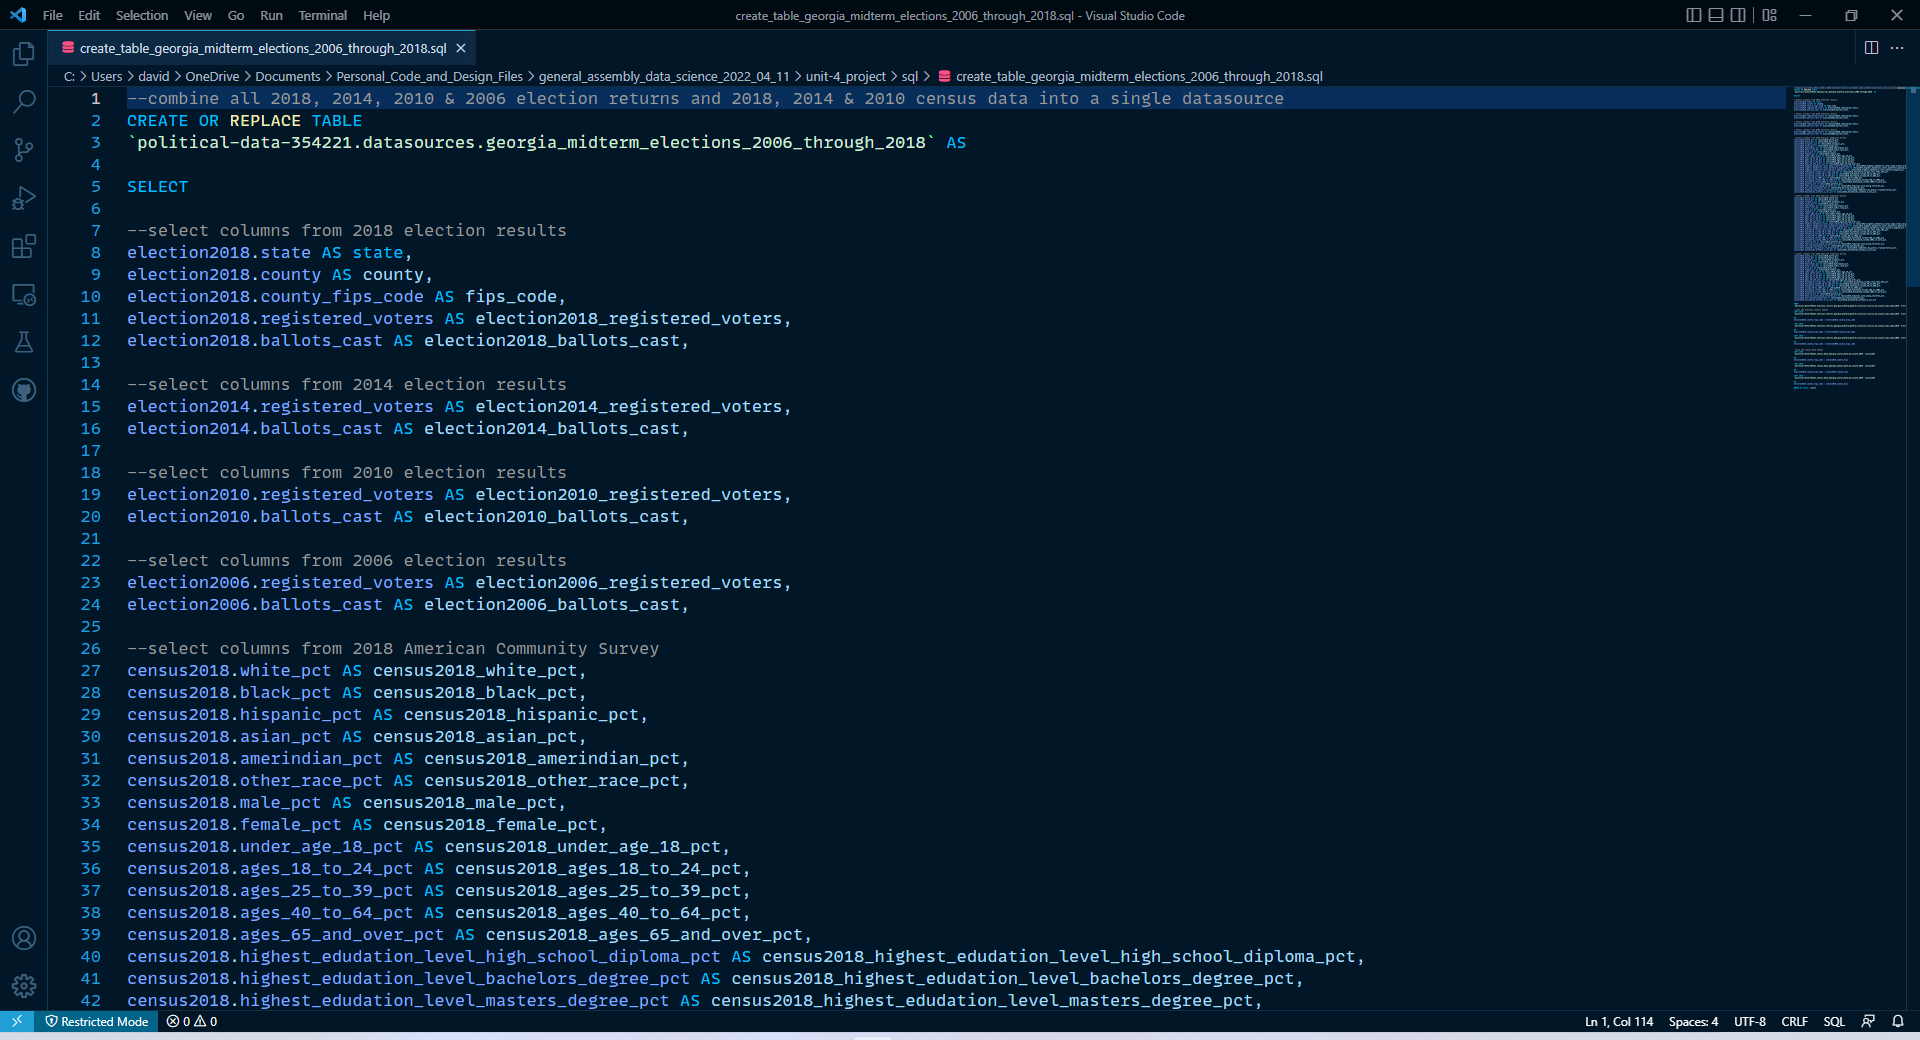 File Edit Selection View Go Run Terminal Help
create_table_georgia_midterm_elections_2006_through_2018.sql - Visual Studio Code
create_table_georgia_midterm_elections_2006_through_2018.sql
C: > Users > david > OneDrive > Documents > Personal_Code_and_Design_Files > general_assembly_data_science_2022_04_11 > unit-4_project > sql > create_table_georgia_midterm_elections_2006_through_2018.sql
1 --combine all 2018, 2014, 2010 & 2006 election returns and 2018, 2014 & 2010 census data into a single datasource
2 CREATE OR REPLACE TABLE
3 `political-data-354221.datasources.georgia_midterm_elections_2006_through_2018` AS
4
5 SELECT
6
7 --select columns from 2018 election results
8 election2018.state AS state,
9 election2018.county AS county,
10 election2018.county_fips_code AS fips_code,
11 election2018.registered_voters AS election2018_registered_voters,
12 election2018.ballots_cast AS election2018_ballots_cast,
13
14 --select columns from 2014 election results
15 election2014.registered_voters AS election2014_registered_voters,
16 election2014.ballots_cast AS election2014_ballots_cast,
17
18 --select columns from 2010 election results
19 election2010.registered_voters AS election2010_registered_voters,
20 election2010.ballots_cast AS election2010_ballots_cast,
21
22 --select columns from 2006 election results
23 election2006.registered_voters AS election2006_registered_voters,
24 election2006.ballots_cast AS election2006_ballots_cast,
25
26 --select columns from 2018 American Community Survey
27 census2018.white_pct AS census2018_white_pct,
28 census2018.black_pct AS census2018_black_pct,
29 census2018.hispanic_pct AS census2018_hispanic_pct,
30 census2018.asian_pct AS census2018_asian_pct,
31 census2018.amerindian_pct AS census2018_amerindian_pct,
32 census2018.other_race_pct AS census2018_other_race_pct,
33 census2018.male_pct AS census2018_male_pct,
34 census2018.female_pct AS census2018_female_pct,
35 census2018.under_age_18_pct AS census2018_under_age_18_pct,
36 census2018.ages_18_to_24_pct AS census2018_ages_18_to_24_pct,
37 census2018.ages_25_to_39_pct AS census2018_ages_25_to_39_pct,
38 census2018.ages_40_to_64_pct AS census2018_ages_40_to_64_pct,
39 census2018.ages_65_and_over_pct AS census2018_ages_65_and_over_pct,
40 census2018.highest_edudation_level_high_school_diploma_pct AS census2018_highest_edudation_level_high_school_diploma_pct,
41 census2018.highest_edudation_level_bachelors_degree_pct AS census2018_highest_edudation_level_bachelors_degree_pct,
42 census2018.highest_edudation_level_masters_degree_pct AS census2018_highest_edudation_level_masters_degree_pct,
Restricted Mode 0 0 Ln 1, Col 114 Spaces: 4 UTF-8 CRLF SQL